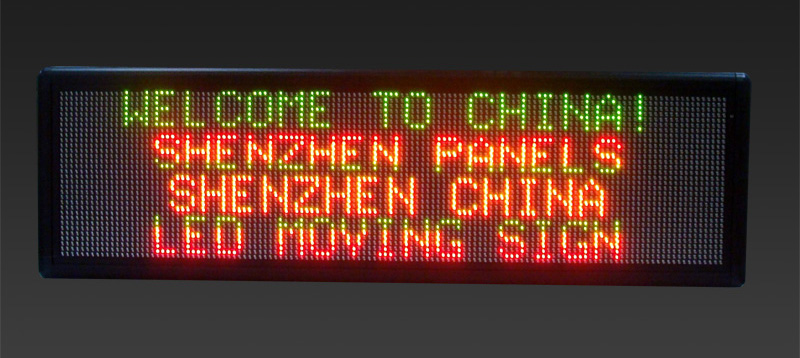 WELCOME TO CHINA!
SHENZHEN PANELS
SHENZHEN CHINA
LED MOVING SIGN